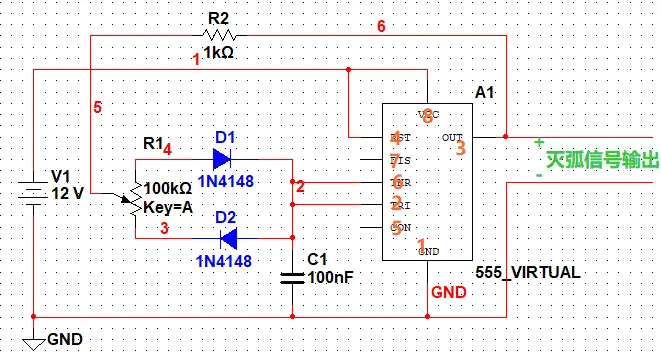 R2
6
1kΩ
1
A1
5
8
VCC
R1
4
D1
4
RST
OUT
3
+
7
DIS
灭弧信号输出
V1
12 V
100kΩ
Key=A
1N4148
2
6
THR
-
D2
2
TRI
3
5
CON
1N4148
C1
100nF
1
GND
555_VIRTUAL
GND
GND